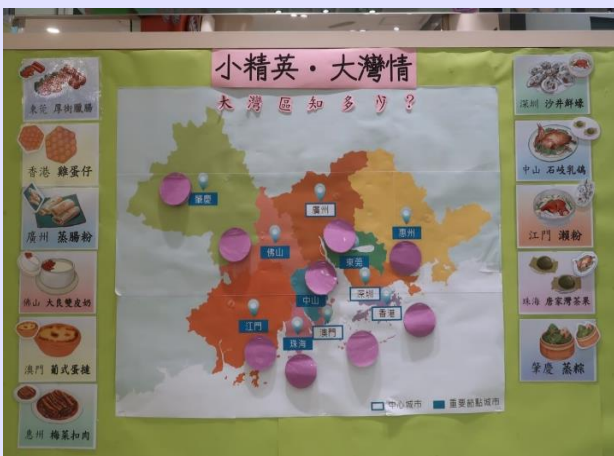 小精英·大灣情
大灣區知多少?
東莞 厚街臘腸
香港 雞蛋仔
廣州 蒸腸粉
佛山 大良雙皮奶
澳門 葡式蛋撻
惠州 梅菜扣肉
肇慶
廣州
惠州
佛山
東莞
深圳
中山
香港
江門
澳門
珠海
中心城市
重要節點城市
深圳 沙井鮮蠔
中山 石岐乳鴿
江門 瀨粉
珠海 唐家灣茶果
肇慶 蒸粽